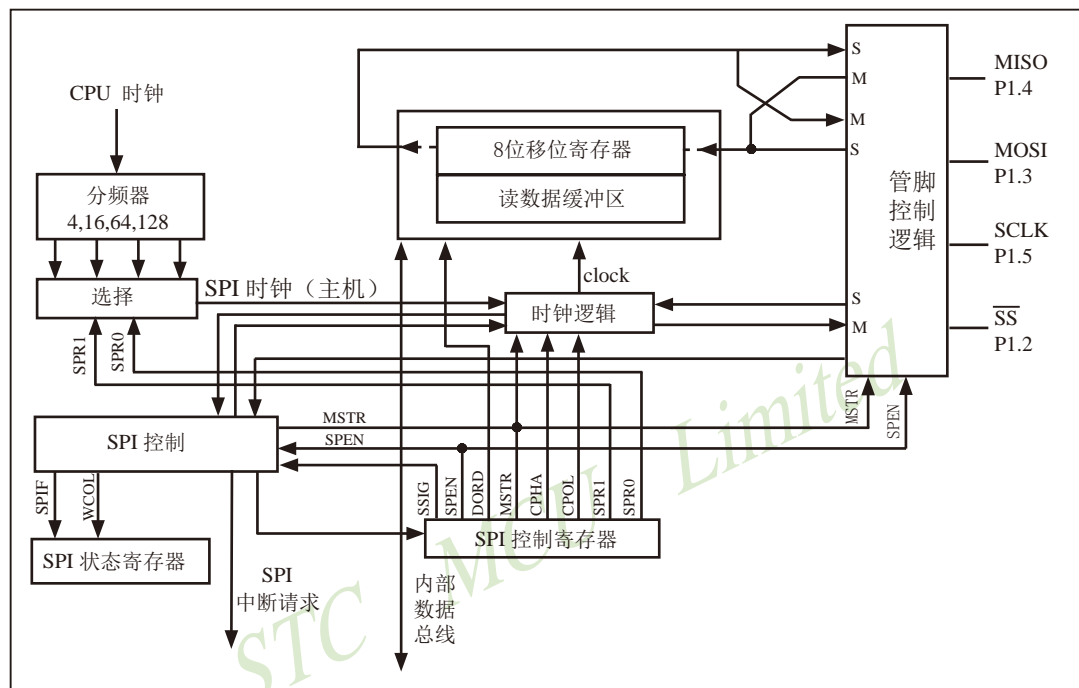 CPU 时钟
分频器
4,16,64,128
选择
SPI 时钟（主机）
SPR1
SPR0
8位移位寄存器
读数据缓冲区
clock
时钟逻辑
S
M
M
S
S
M
管脚
控制
逻辑
MISO
P1.4
MOSI
P1.3
SCLK
P1.5
SS
P1.2
MSTR
SPEN
SPI 控制
MSTR
SPEN
SPIF
WCOL
SSIG
SPEN
DORD
MSTR
CPHA
CPOL
SPR1
SPR0
SPI 控制寄存器
SPI 状态寄存器
SPI
中断请求
内部
数据
总线
STC MCU Limited